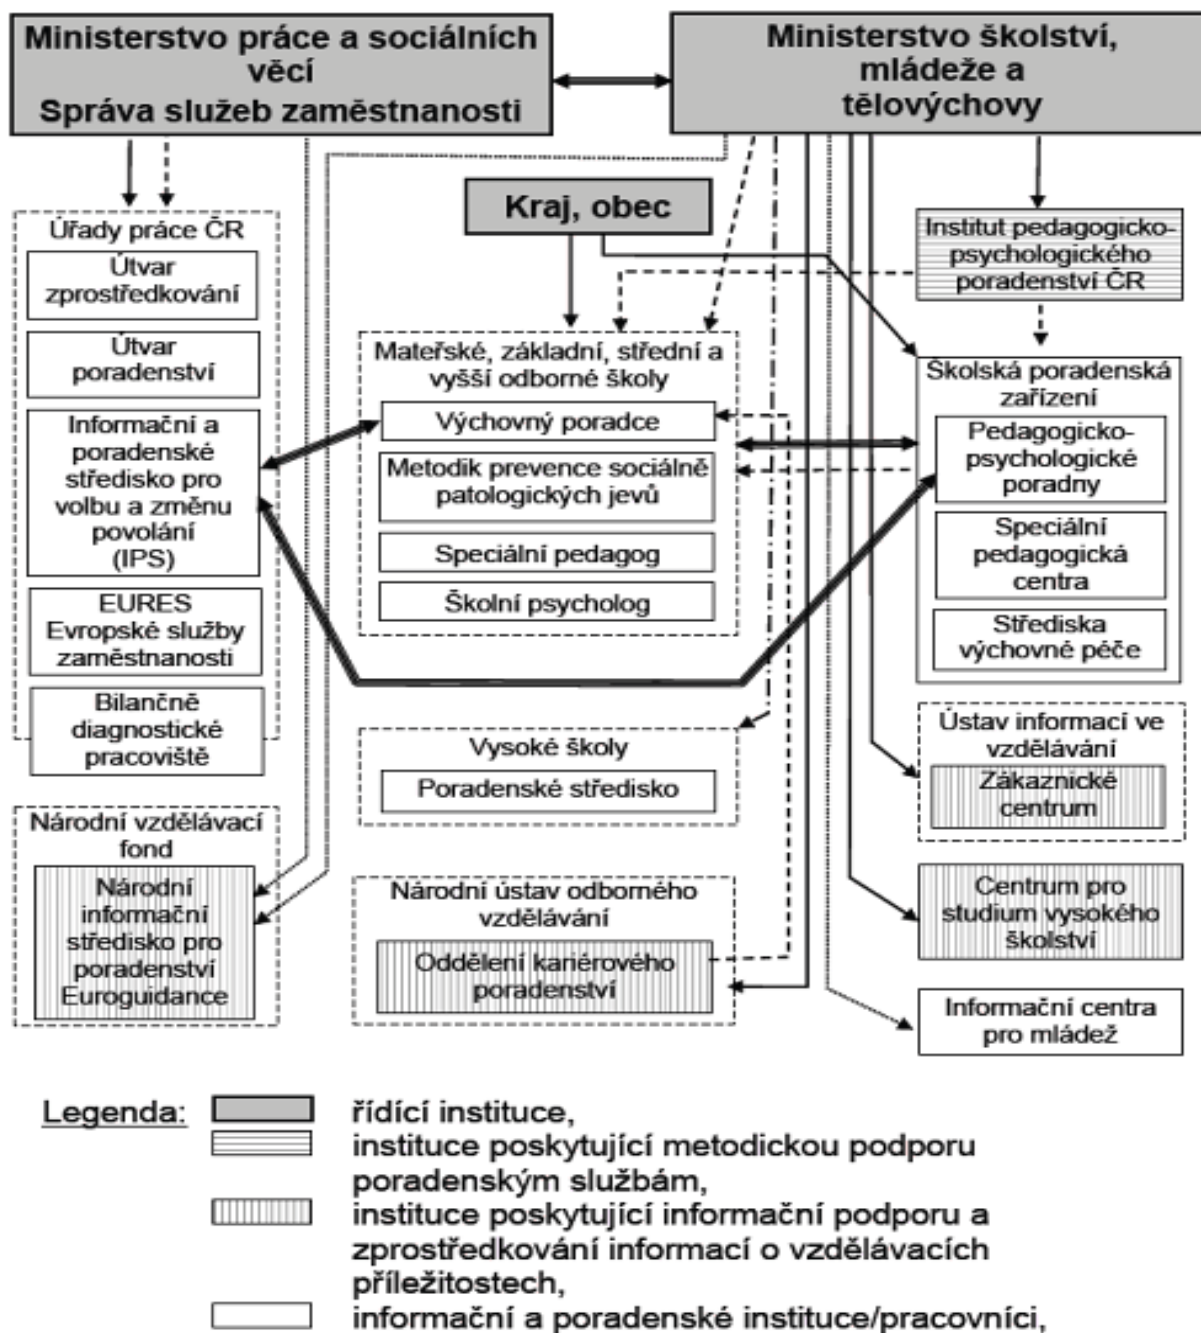 Ministerstvo práce a sociálních
věcí
Správa služeb zaměstnanosti
Ministerstvo školství,
mládeže a
tělovýchovy
Kraj, obec
Úřady práce ČR
Útvar
zprostředkování
Útvar
poradenství
Informační a
poradenské
středisko pro
volbu a změnu
povolání
(IPS)
EURES
Evropské služby
zaměstnanosti
Bilančně
diagnostické
pracoviště
Národní vzdělávací
fond
Národní
informační
středisko pro
poradenství
Euroguidance
Mateřské, základní, střední a
vyšší odborné školy
Výchovný poradce
Metodik prevence sociálně
patologických jevů
Speciální pedagog
Školní psycholog
Vysoké školy
Poradenské středisko
Národní ústav odborného
vzdělávání
Oddělení kariérového
poradenství
Institut pedagogicko-
psychologického
poradenství ČR
Školská poradenská
zařízení
Pedagogicko-
psychologické
poradny
Speciální
pedagogická
centra
Střediska
výchovné péče
Ústav informací ve
vzdělávání
Zákaznické
centrum
Centrum pro
studium vysokého
školství
Informační centra
pro mládež
Legenda:
řídící instituce,
instituce poskytující metodickou podporu
poradenským službám,
instituce poskytující informační podporu a
zprostředkování informací o vzdělávacích
příležitostech,
informační a poradenské instituce/pracovníci,